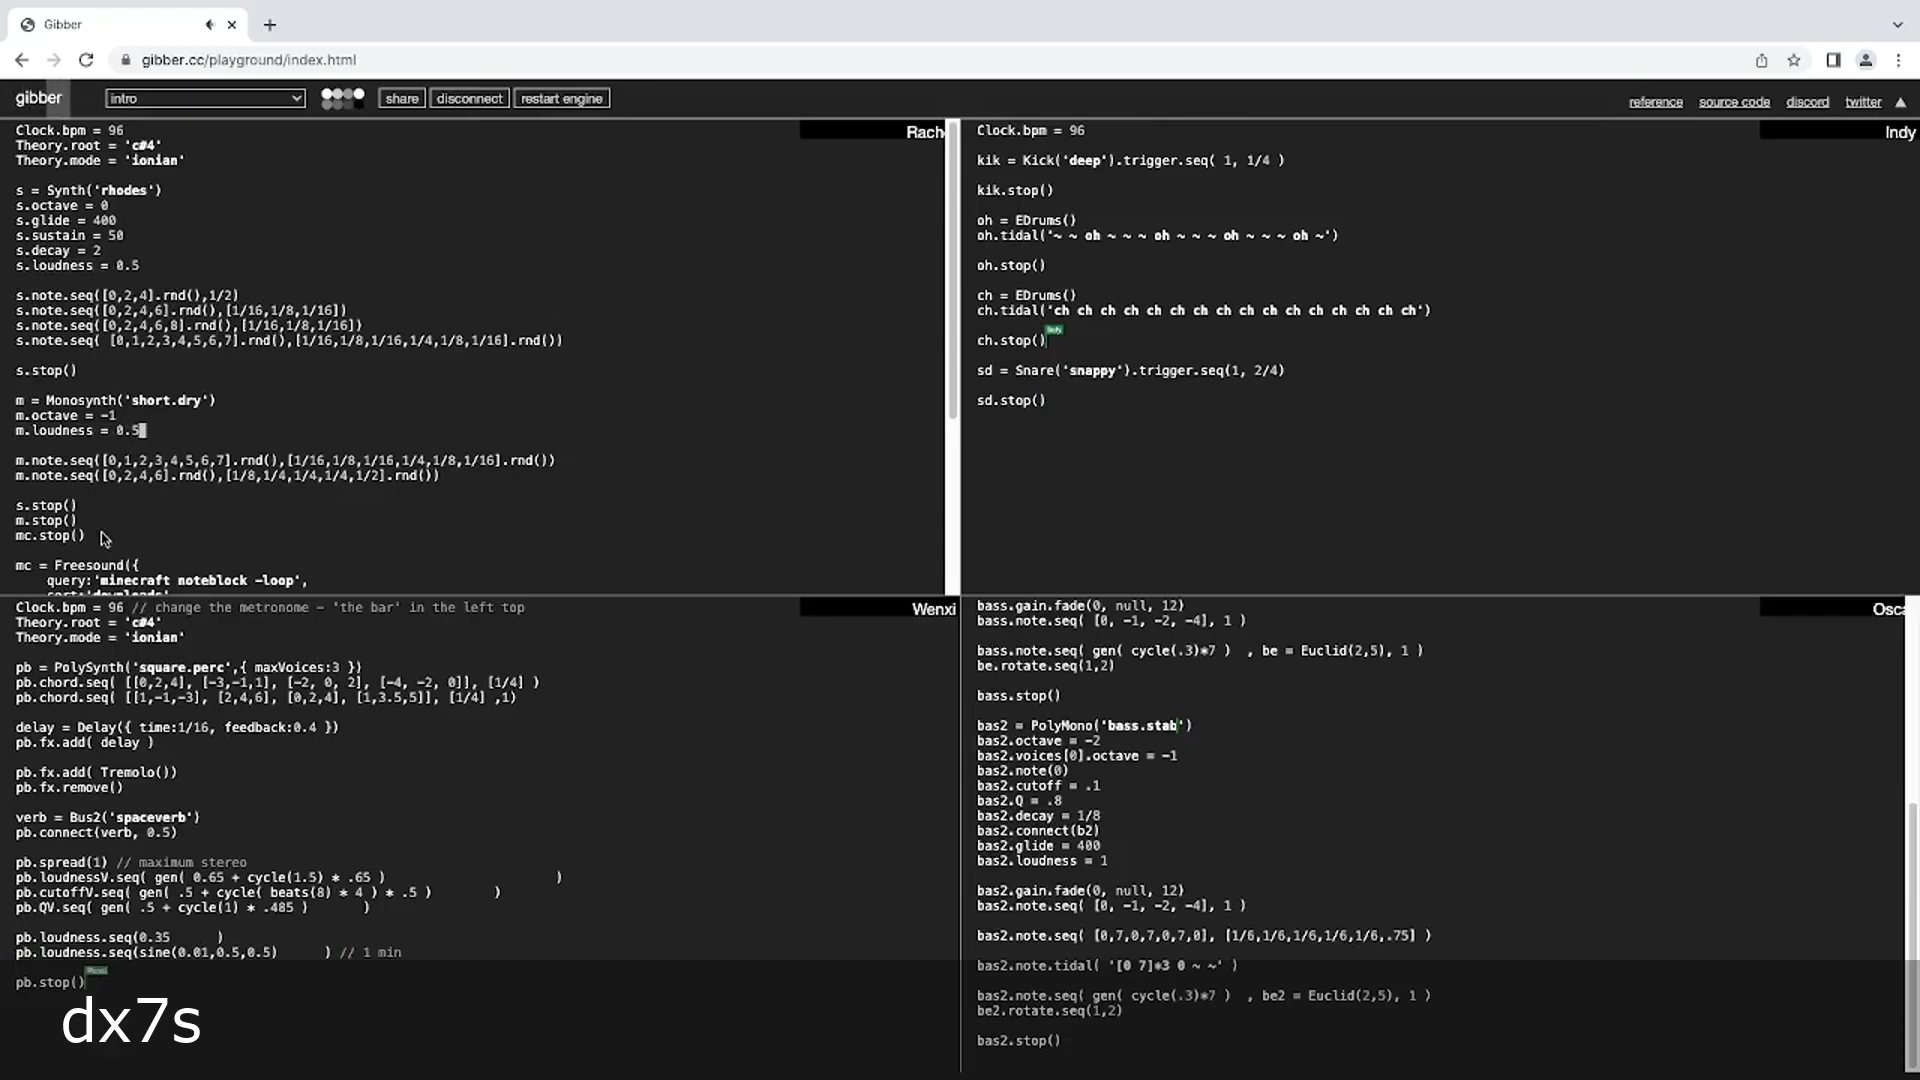 Gibber
gibber.cc/playground/index.html
gibber
intro
share
disconnect
restart engine
reference
source code
discord
twitter
Clock.bpm = 96
Rach
Theory.root = 'c#4'
Theory.mode = 'ionian'
s = Synth('rhodes')
s.octave = 0
s.glide = 400
s.sustain = 50
s.decay = 2
s.loudness = 0.5
s.note.seq([0,2,4].rnd(),1/2)
s.note.seq([0,2,4,6].rnd(),[1/16,1/8,1/16])
s.note.seq([0,2,4,6,8].rnd(),[1/16,1/8,1/16])
s.note.seq( [0,1,2,3,4,5,6,7].rnd(),[1/16,1/8,1/16,1/4,1/8,1/16].rnd())
s.stop()
m = Monosynth('short.dry')
m.octave = -1
m.loudness = 0.5
m.note.seq([0,1,2,3,4,5,6,7].rnd(),[1/16,1/8,1/16,1/4,1/8,1/16].rnd())
m.note.seq([0,2,4,6].rnd(),[1/8,1/4,1/4,1/4,1/2].rnd())
s.stop()
m.stop()
mc.stop()
mc = Freesound({
query:'minecraft noteblock -loop',
Clock.bpm = 96
Indy
kik = Kick('deep').trigger.seq( 1, 1/4 )
kik.stop()
oh = EDrums()
oh.tidal('~ ~ oh ~ ~ ~ oh ~ ~ ~ oh ~ ~ ~ oh ~')
oh.stop()
ch = EDrums()
ch.tidal('ch ch ch ch ch ch ch ch ch ch ch ch ch ch ch ch')
Indy
ch.stop()
sd = Snare('snappy').trigger.seq(1, 2/4)
sd.stop()
Clock.bpm = 96 // change the metronome - 'the bar' in the left top
Wenxi
Theory.root = 'c#4'
Theory.mode = 'ionian'
pb = PolySynth('square.perc',{ maxVoices:3 })
pb.chord.seq( [[0,2,4], [-3,-1,1], [-2, 0, 2], [-4, -2, 0]], [1/4] )
pb.chord.seq( [[1,-1,-3], [2,4,6], [0,2,4], [1,3.5,5]], [1/4] ,1)
delay = Delay({ time:1/16, feedback:0.4 })
pb.fx.add( delay )
pb.fx.add( Tremolo())
pb.fx.remove()
verb = Bus2('spaceverb')
pb.connect(verb, 0.5)
pb.spread(1) // maximum stereo
pb.loudnessV.seq( gen( 0.65 + cycle(1.5) * .65 ) )
pb.cutoffV.seq( gen( .5 + cycle( beats(8) * 4 ) * .5 ) )
pb.QV.seq( gen( .5 + cycle(1) * .485 ) )
pb.loudness.seq(0.35 )
pb.loudness.seq(sine(0.01,0.5,0.5) ) // 1 min
Wenxi
pb.stop()
dx7s
bass.gain.fade(0, null, 12)
Osca
bass.note.seq( [0, -1, -2, -4], 1 )
bass.note.seq( gen( cycle(.3)*7 ) , be = Euclid(2,5), 1 )
be.rotate.seq(1,2)
bass.stop()
bas2 = PolyMono('bass.stab')
bas2.octave = -2
bas2.voices[0].octave = -1
bas2.note(0)
bas2.cutoff = .1
bas2.Q = .8
bas2.decay = 1/8
bas2.connect(b2)
bas2.glide = 400
bas2.loudness = 1
bas2.gain.fade(0, null, 12)
bas2.note.seq( [0, -1, -2, -4], 1 )
bas2.note.seq( [0,7,0,7,0,7,0], [1/6,1/6,1/6,1/6,1/6,.75] )
bas2.note.tidal( '[0 7]*3 0 ~ ~' )
bas2.note.seq( gen( cycle(.3)*7 ) , be2 = Euclid(2,5), 1 )
be2.rotate.seq(1,2)
bas2.stop()